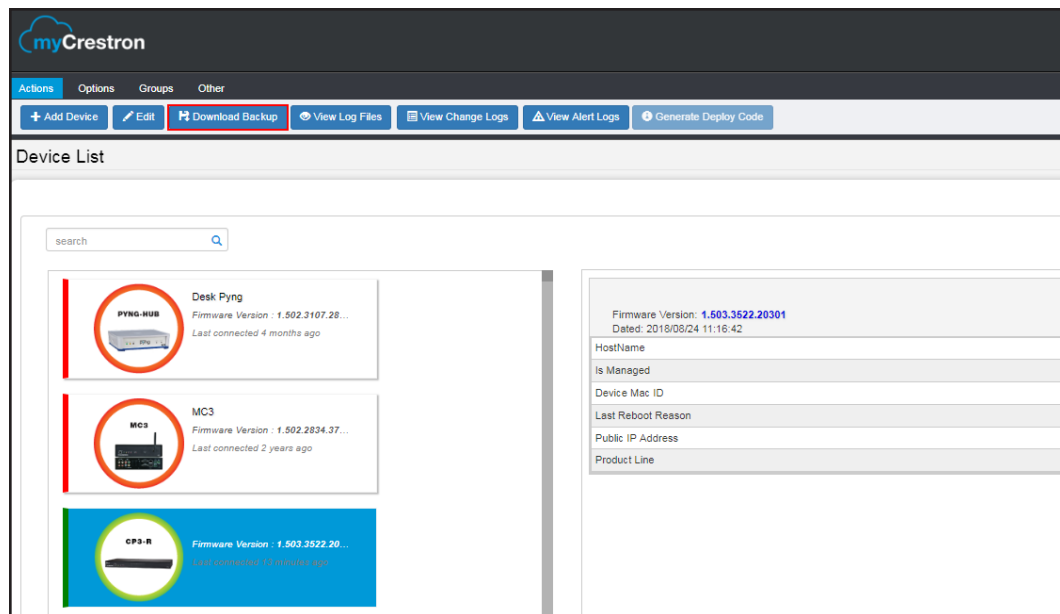 myCrestron
Actions Options Groups Other
Add Device Edit Download Backup View Log Files View Change Logs View Alert Logs Generate Deploy Code
Device List
search
PYNG-HUB
Desk Pyng
Firmware Version : 1.502.3107.28...
Last connected 4 months ago
MC3
MC3
Firmware Version : 1.502.2834.37...
Last connected 2 years ago
CP3-R
Firmware Version : 1.503.3522.20...
Last connected 13 minutes ago
Firmware Version: 1.503.3522.20301
Dated: 2018/08/24 11:16:42
HostName
Is Managed
Device Mac ID
Last Reboot Reason
Public IP Address
Product Line